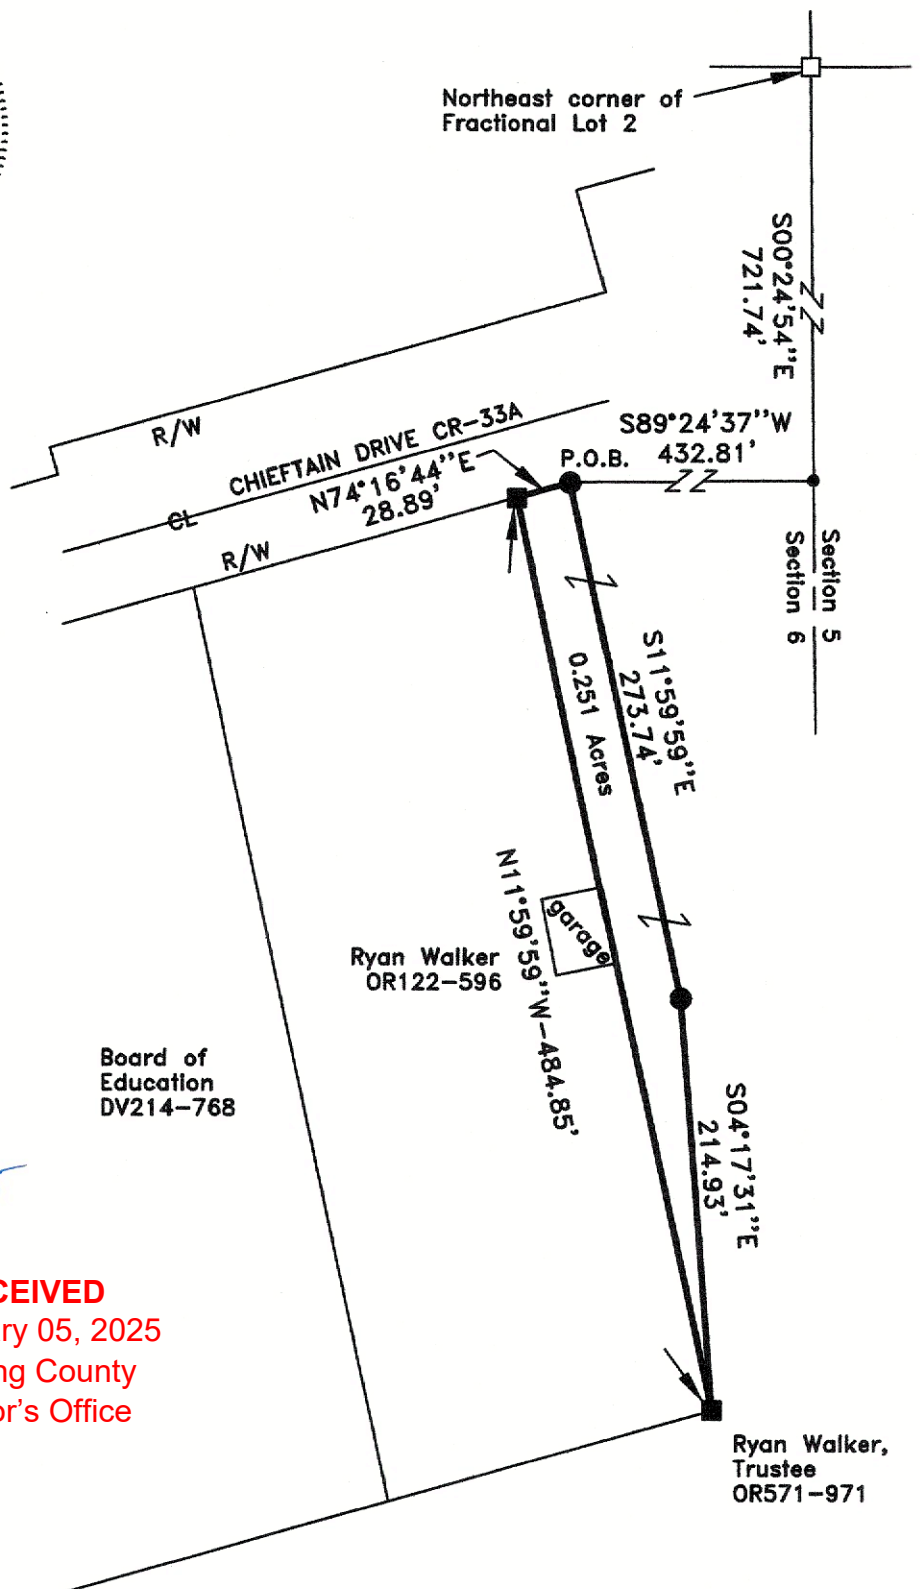 Northeast corner of
Fractional Lot 2
S00°24'54"E
721.74'
R/W
CHIEFTAIN DRIVE CR-33A
S89°24'37"W
432.81'
P.O.B.
N74°16'44"E
28.89'
CL
R/W
Section 5
Section 6
S11°59'59"E
273.74'
0.251 Acres
N11°59'59"W-484.85'
garage
Ryan Walker
OR122-596
Board of
Education
DV214-768
S04°17'31"E
214.93'
CEIVED
ry 05, 2025
ng County
or's Office
Ryan Walker,
Trustee
OR571-971